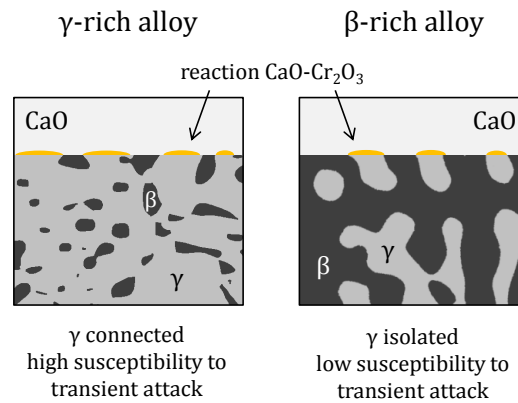 γ-rich alloy
β-rich alloy
reaction CaO-Cr₂O₃
CaO
CaO
β
γ
β
γ
γ connected
high susceptibility to
transient attack
γ isolated
low susceptibility to
transient attack